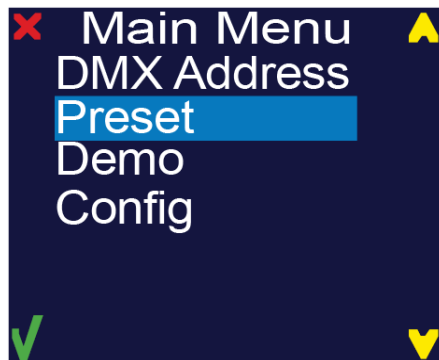 Main Menu
DMX Address
Preset
Demo
Config